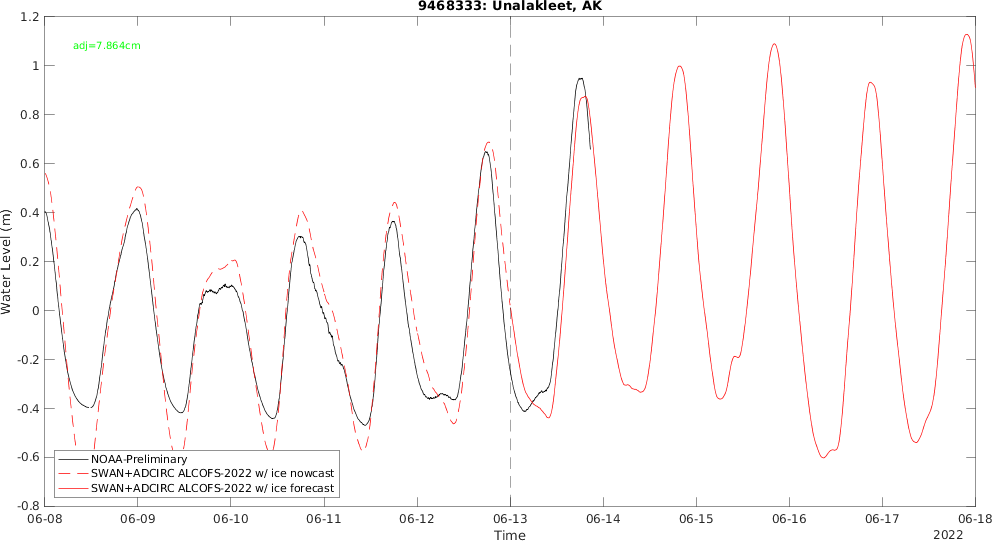 9468333: Unalakleet, AK
adj=7.864cm
1.2
1
0.8
0.6
0.4
0.2
0
-0.2
-0.4
-0.6
-0.8
Water Level (m)
NOAA-Preliminary
SWAN+ADCIRC ALCOFS-2022 w/ ice nowcast
SWAN+ADCIRC ALCOFS-2022 w/ ice forecast
06-08 06-09 06-10 06-11 06-12 06-13 06-14 06-15 06-16 06-17 06-18
Time
2022